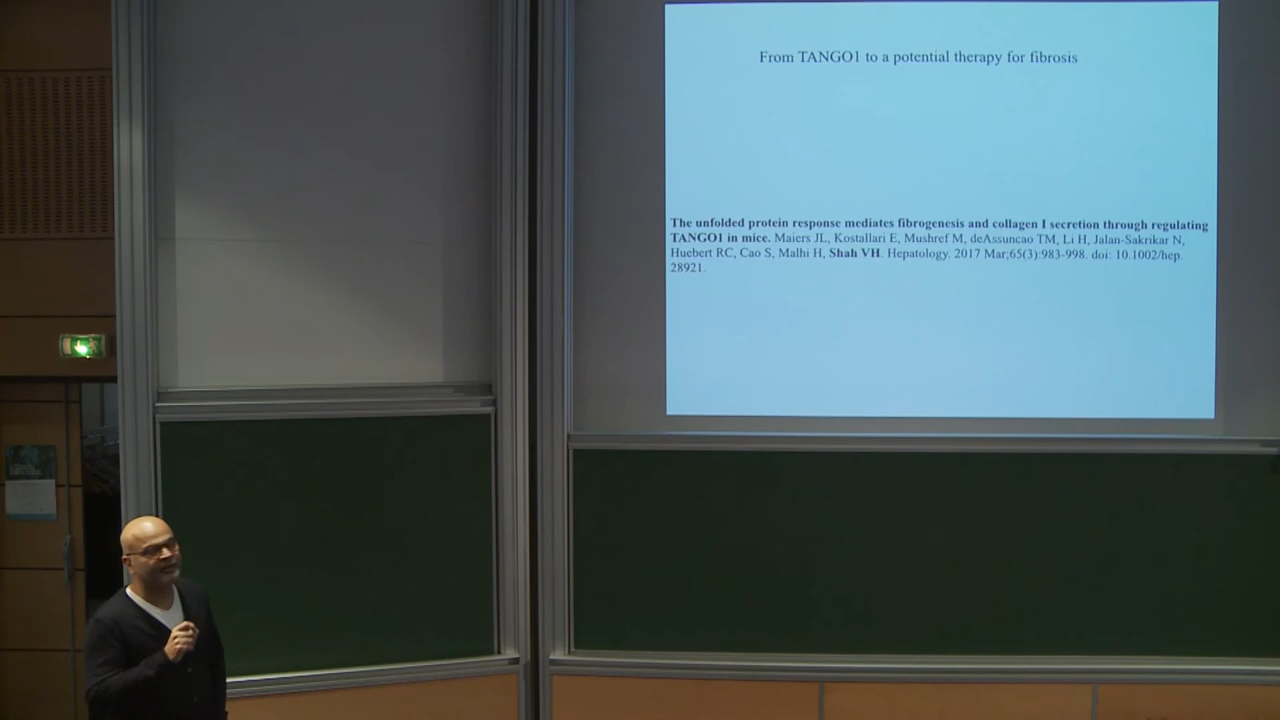 From TANGO1 to a potential therapy for fibrosis
The unfolded protein response mediates fibrogenesis and collagen I secretion through regulating
TANGO1 in mice. Maiers JL, Kostallari E, Mushref M, deAssuncao TM, Li H, Jalan-Sakrikar N,
Huebert RC, Cao S, Malhi H, Shah VH. Hepatology. 2017 Mar;65(3):983-998. doi: 10.1002/hep.
28921.